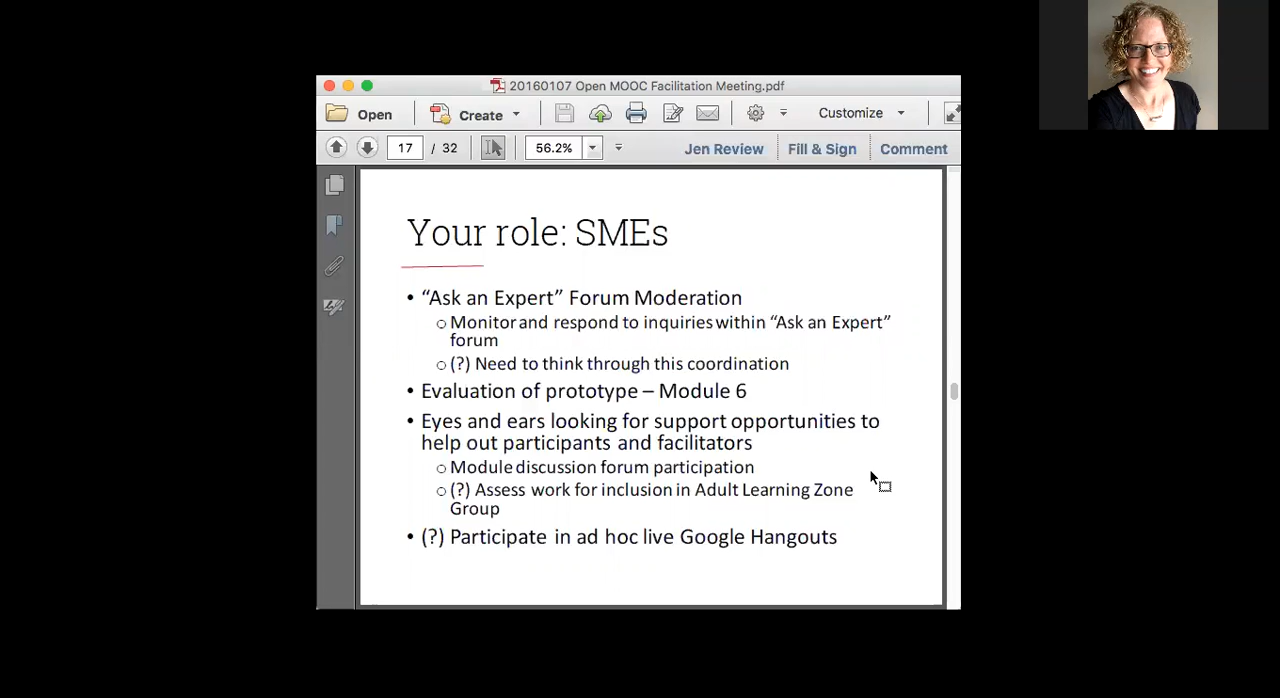 20160107 Open MOOC Facilitation Meeting.pdf
Open Create Customize
17 / 32 56.2% Jen Review Fill & Sign Comment
Your role: SMEs
• “Ask an Expert” Forum Moderation
○ Monitor and respond to inquiries within “Ask an Expert”
forum
○ (?) Need to think through this coordination
• Evaluation of prototype – Module 6
• Eyes and ears looking for support opportunities to
help out participants and facilitators
○ Module discussion forum participation
○ (?) Assess work for inclusion in Adult Learning Zone
Group
• (?) Participate in ad hoc live Google Hangouts